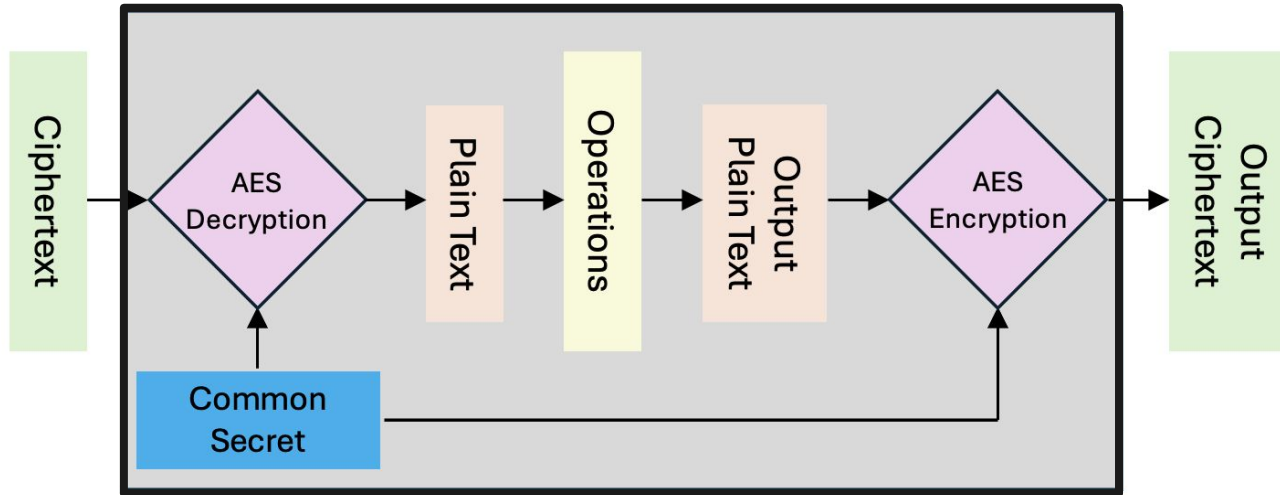 Ciphertext
AES
Decryption
Plain Text
Operations
Output
Plain Text
AES
Encryption
Output
Ciphertext
Common
Secret